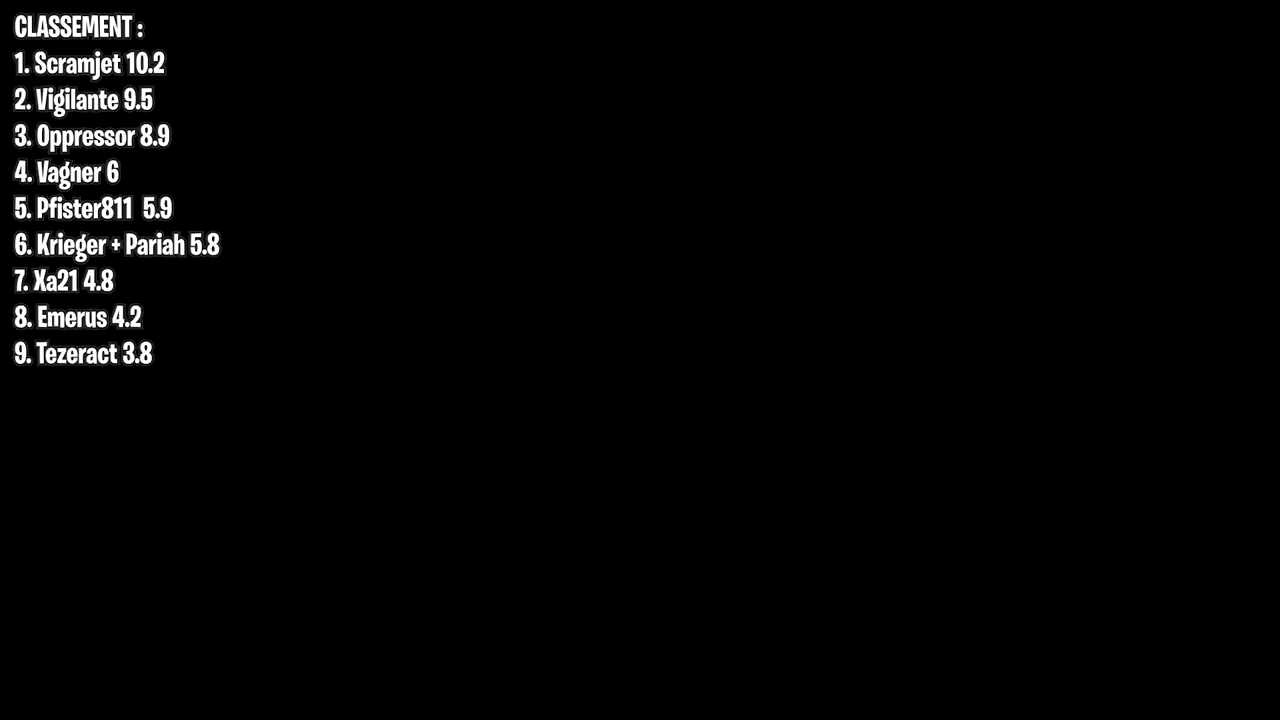 CLASSEMENT :
1. Scramjet 10.2
2. Vigilante 9.5
3. Oppressor 8.9
4. Vagner 6
5. Pfister811  5.9
6. Krieger + Pariah 5.8
7. Xa21 4.8
8. Emerus 4.2
9. Tezeract 3.8